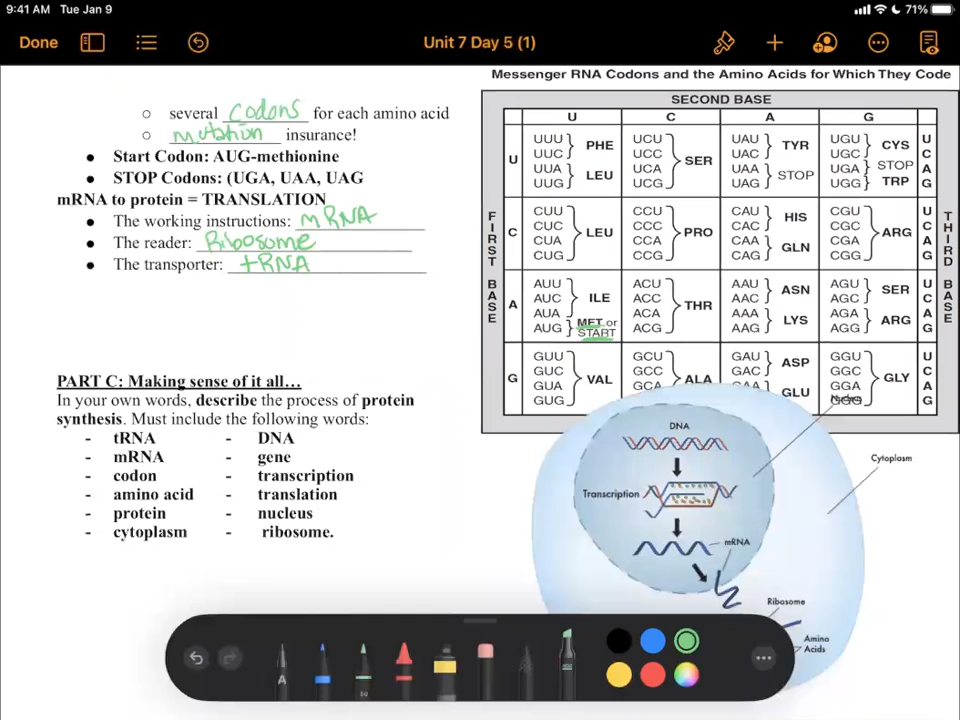 9:41 AM Tue Jan 9
71%
Done
Unit 7 Day 5 (1)
several codons for each amino acid
mutation insurance!
Start Codon: AUG-methionine
STOP Codons: (UGA, UAA, UAG
mRNA to protein = TRANSLATION
The working instructions: mRNA
The reader: Ribosome
The transporter: tRNA
PART C: Making sense of it all…
In your own words, describe the process of protein
synthesis. Must include the following words:
- tRNA - DNA
- mRNA - gene
- codon - transcription
- amino acid - translation
- protein - nucleus
- cytoplasm - ribosome.
Messenger RNA Codons and the Amino Acids for Which They Code
SECOND BASE
U C A G
FIRST BASE
THIRD BASE
U
UUU UCU UAU UGU U
UUC UCC UAC UGC C
UUA UCA UAA UGA A
UUG UCG UAG UGG G
PHE LEU SER TYR STOP CYS STOP TRP
C
CUU CCU CAU CGU U
CUC CCC CAC CGC C
CUA CCA CAA CGA A
CUG CCG CAG CGG G
LEU PRO HIS GLN ARG
A
AUU ACU AAU AGU U
AUC ACC AAC AGC C
AUA ACA AAA AGA A
AUG ACG AAG AGG G
ILE MET or START THR ASN LYS SER ARG
G
GUU GCU GAU GGU U
GUC GCC GAC GGC C
GUA GCA GAA GGA A
GUG GGG G
VAL ALA ASP GLU GLY
Nucleus
DNA
Cytoplasm
Transcription
mRNA
Ribosome
Amino
Acids
A
50